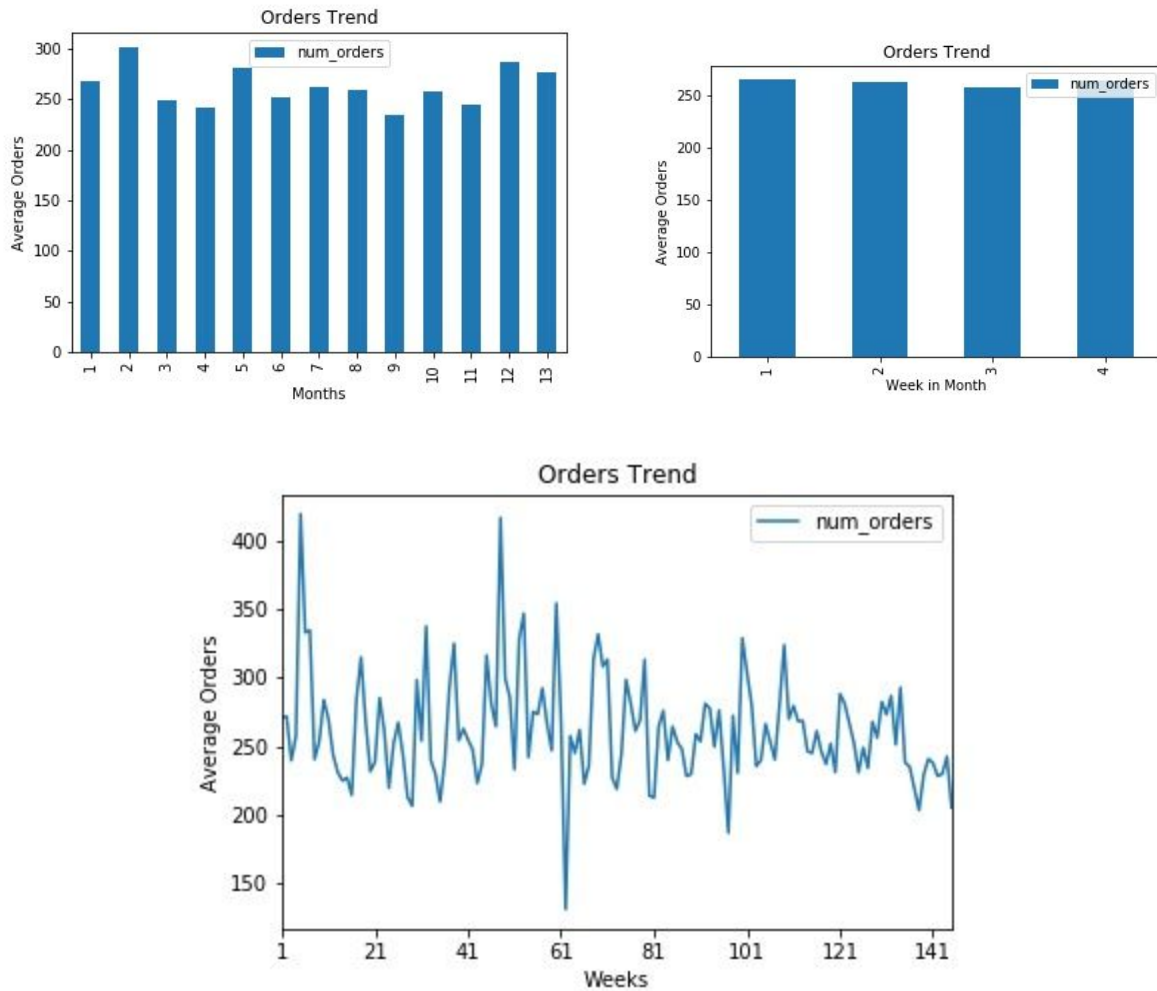 Orders Trend
num_orders
300
250
200
150
100
50
0
Average Orders
1 2 3 4 5 6 7 8 9 10 11 12 13
Months
Orders Trend
num_orders
250
200
150
100
50
0
Average Orders
1 2 3 4
Week in Month
Orders Trend
num_orders
400
350
300
250
200
150
Average Orders
1 21 41 61 81 101 121 141
Weeks